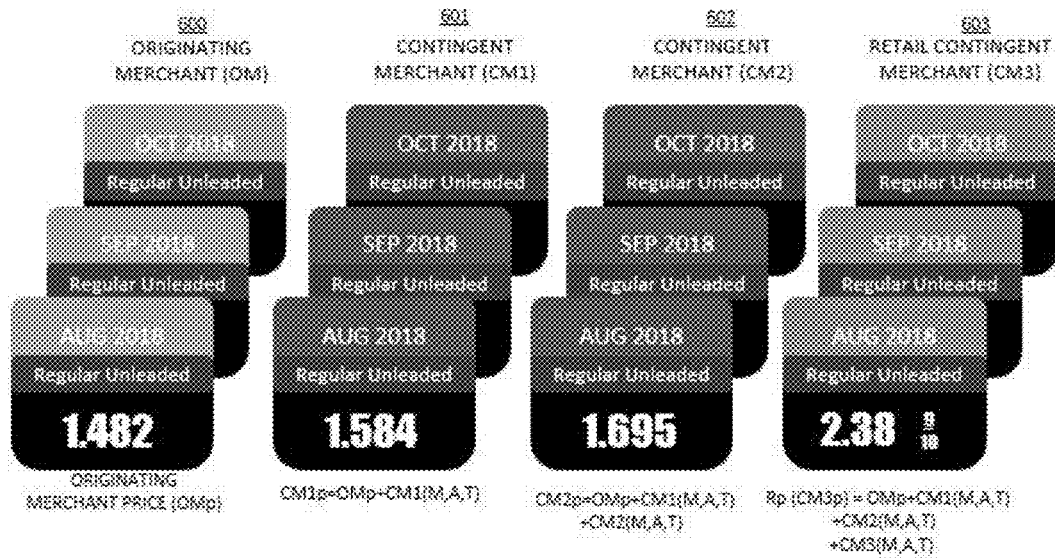 600
ORIGINATING
MERCHANT (OM)
601
CONTINGENT
MERCHANT (CM1)
602
CONTINGENT
MERCHANT (CM2)
603
RETAIL CONTINGENT
MERCHANT (CM3)
OCT 2018
Regular Unleaded
SEP 2018
Regular Unleaded
AUG 2018
Regular Unleaded
1.482
ORIGINATING
MERCHANT PRICE (OMp)
OCT 2018
Regular Unleaded
SEP 2018
Regular Unleaded
AUG 2018
Regular Unleaded
1.584
CM1p=OMp+CM1(M,A,T)
OCT 2018
Regular Unleaded
SEP 2018
Regular Unleaded
AUG 2018
Regular Unleaded
1.695
CM2p=OMp+CM1(M,A,T)
+CM2(M,A,T)
OCT 2018
Regular Unleaded
SEP 2018
Regular Unleaded
AUG 2018
Regular Unleaded
2.38 9/10
Rp (CM3p) = OMp+CM1(M,A,T)
+CM2(M,A,T)
+CM3(M,A,T)